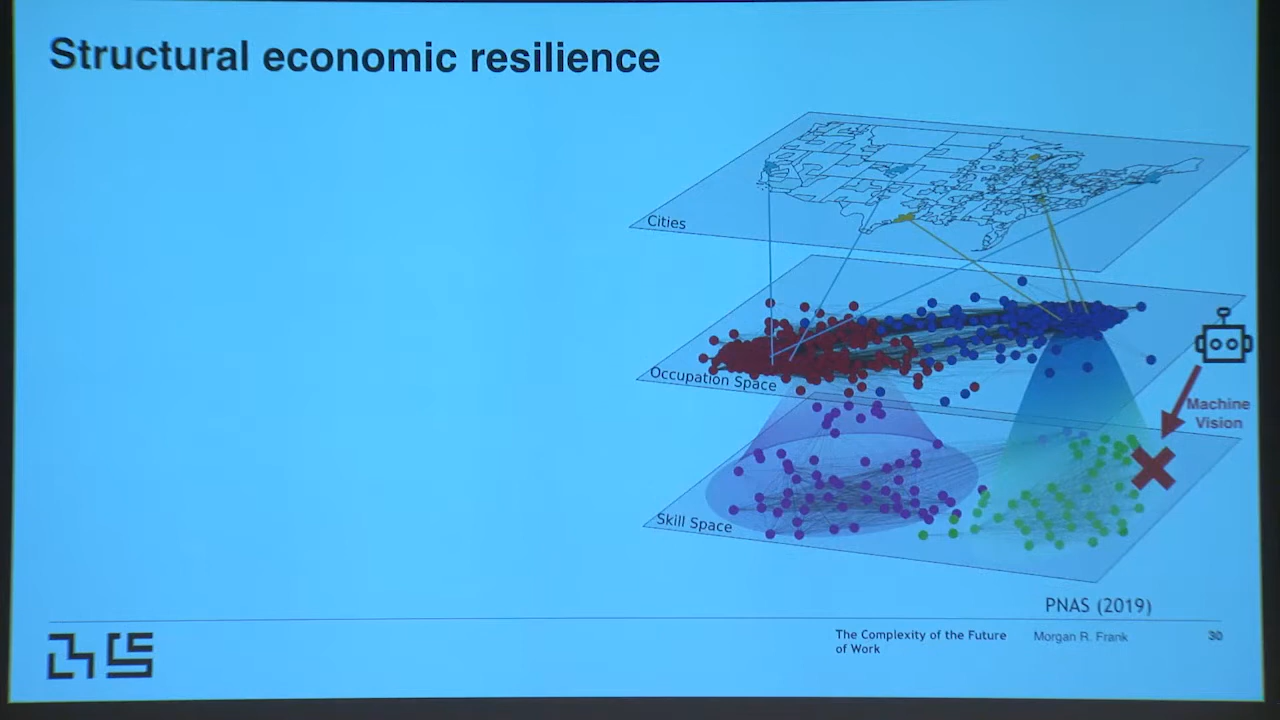 Structural economic resilience
Cities
Occupation Space
Machine
Vision
Skill Space
PNAS (2019)
The Complexity of the Future
of Work
Morgan R. Frank
30